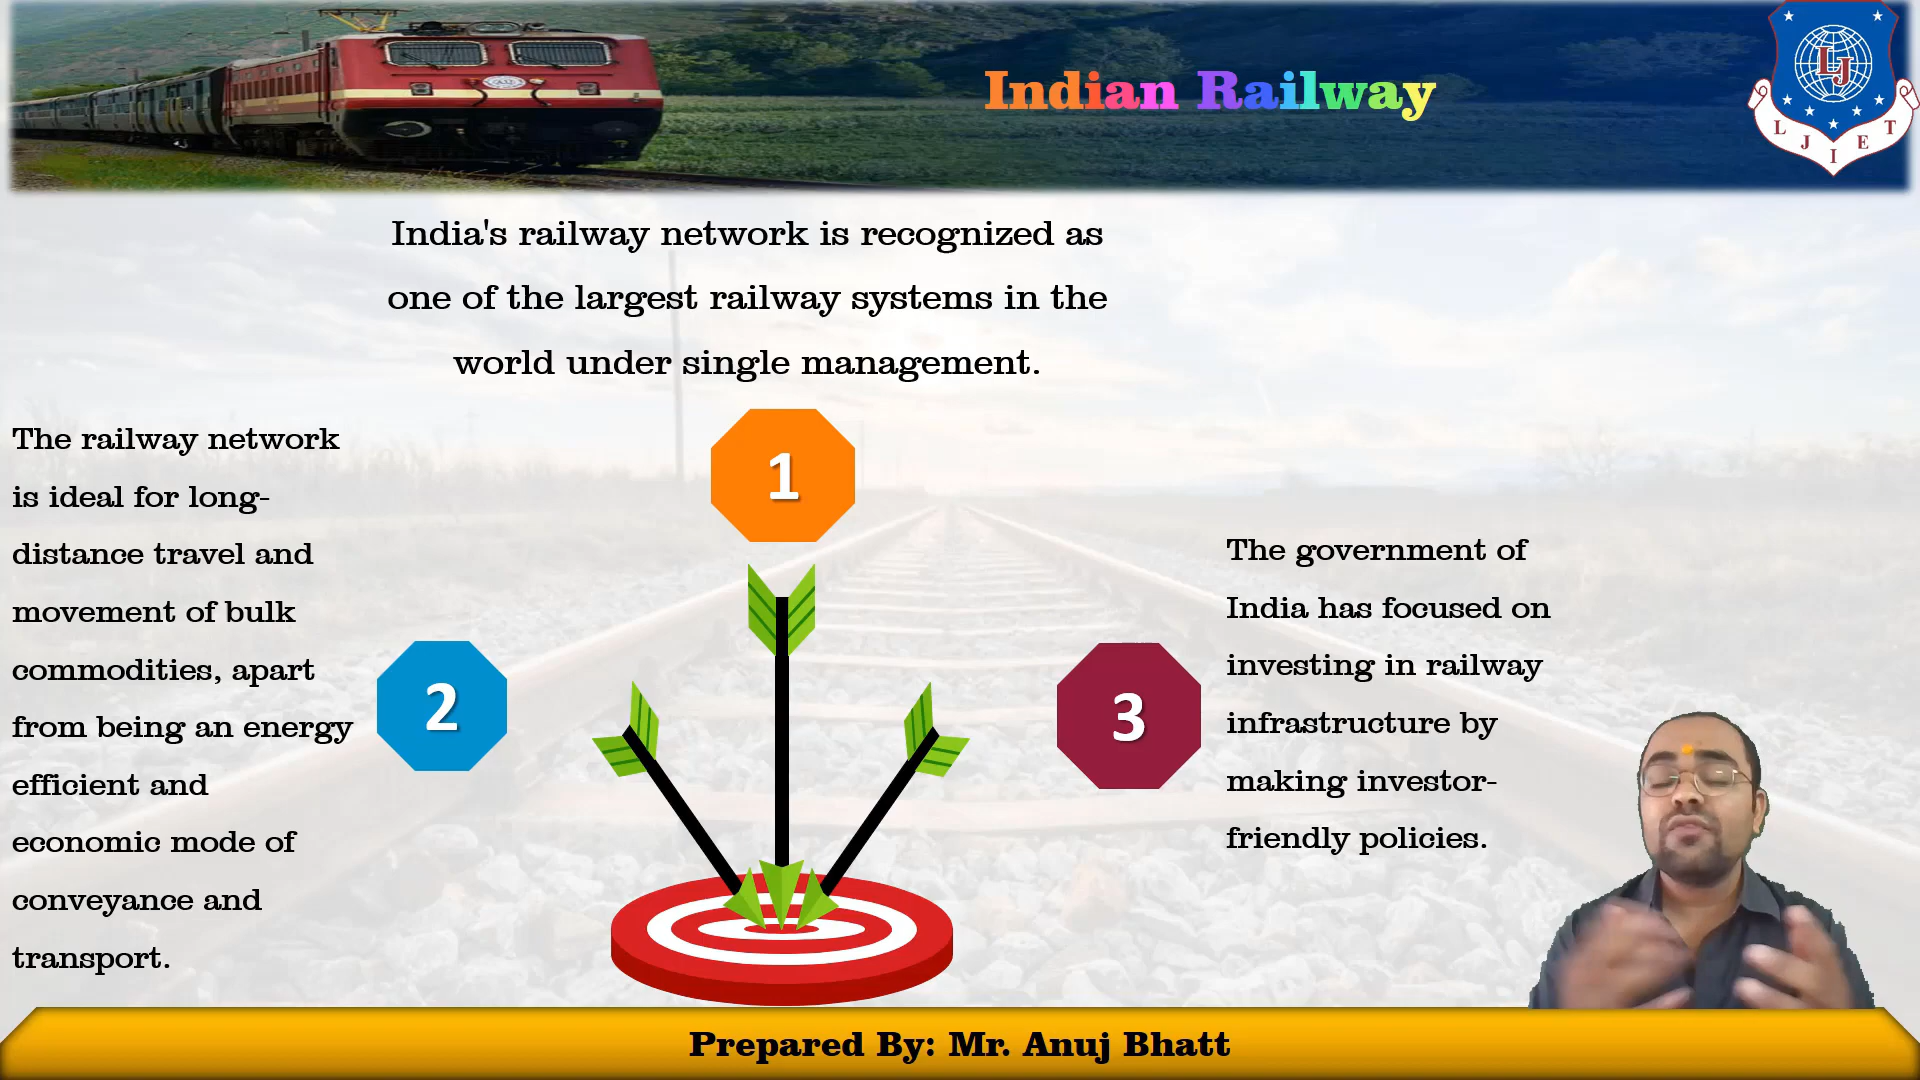 Indian Railway
LJ
L J I E T
India's railway network is recognized as
one of the largest railway systems in the
world under single management.
1
The railway network
is ideal for long-
distance travel and
movement of bulk
commodities, apart
from being an energy
efficient and
economic mode of
conveyance and
transport.
2
3
The government of
India has focused on
investing in railway
infrastructure by
making investor-
friendly policies.
Prepared By: Mr. Anuj Bhatt